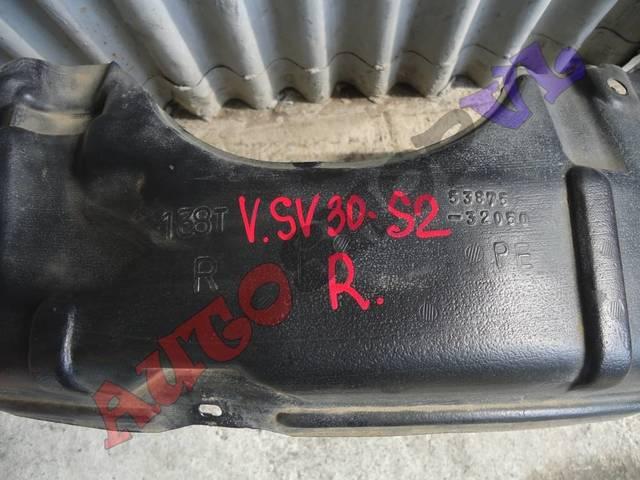 138T
V.SV30-S2
53875
-32050
R
R.
PE
AUTO